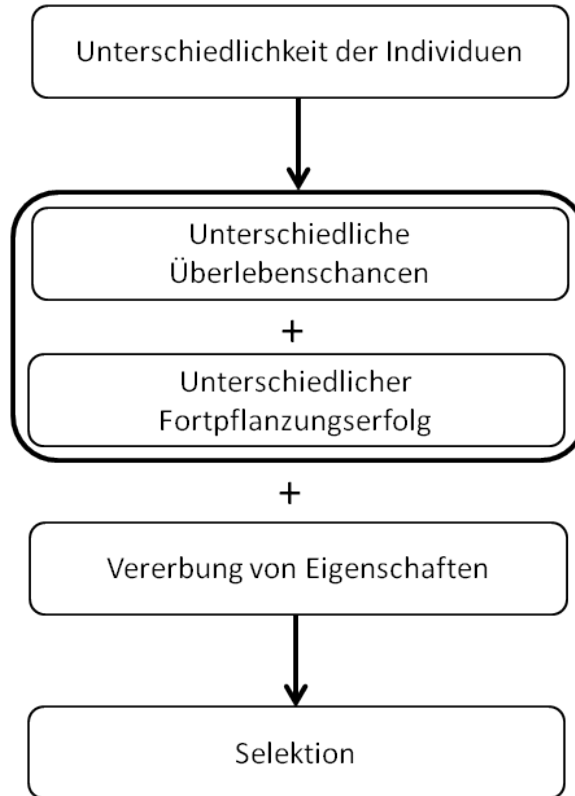 Unterschiedlichkeit der Individuen
Unterschiedliche
Überlebenschancen
+
Unterschiedlicher
Fortpflanzungserfolg
+
Vererbung von Eigenschaften
Selektion